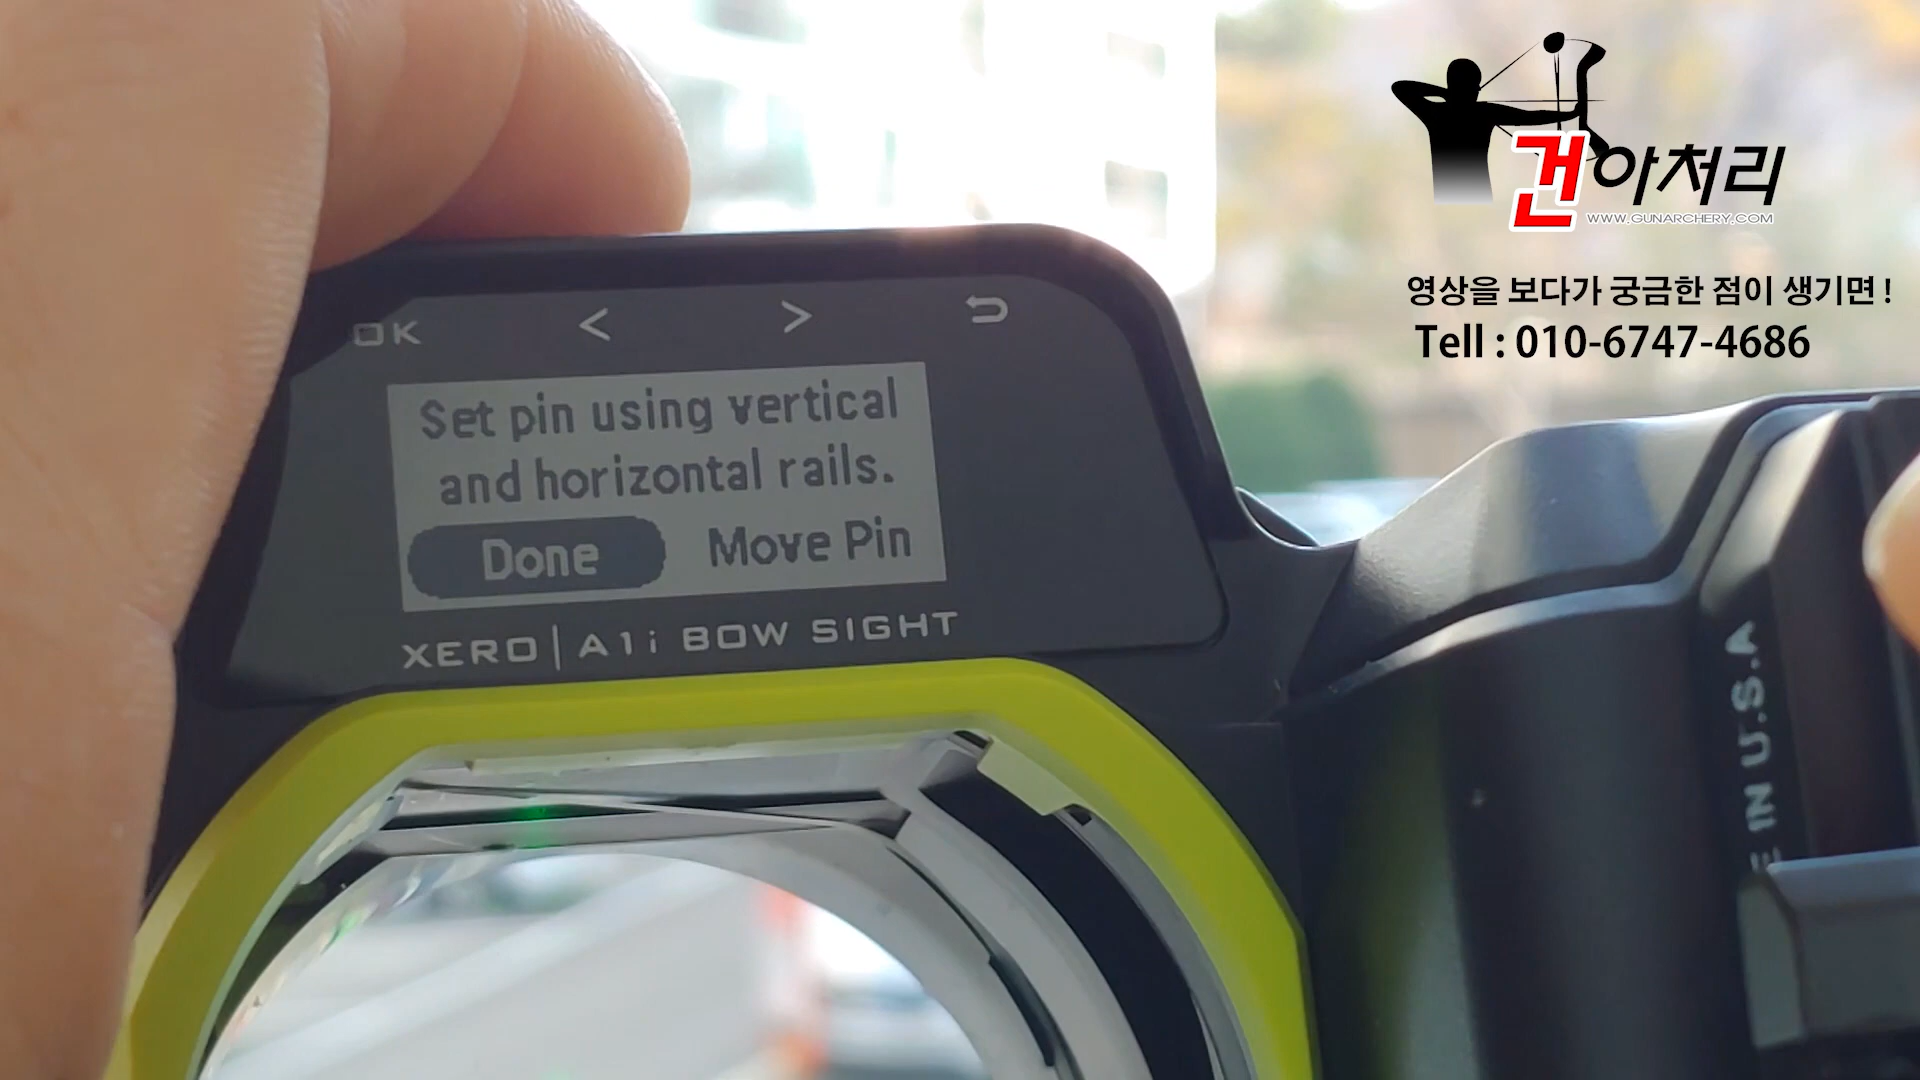 건아처리
WWW.GUNARCHERY.COM
영상을 보다가 궁금한 점이 생기면 !
Tell : 010-6747-4686
OK < > ⮌
Set pin using vertical
and horizontal rails.
Done Move Pin
XERO | A1i BOW SIGHT
IN U.S.A